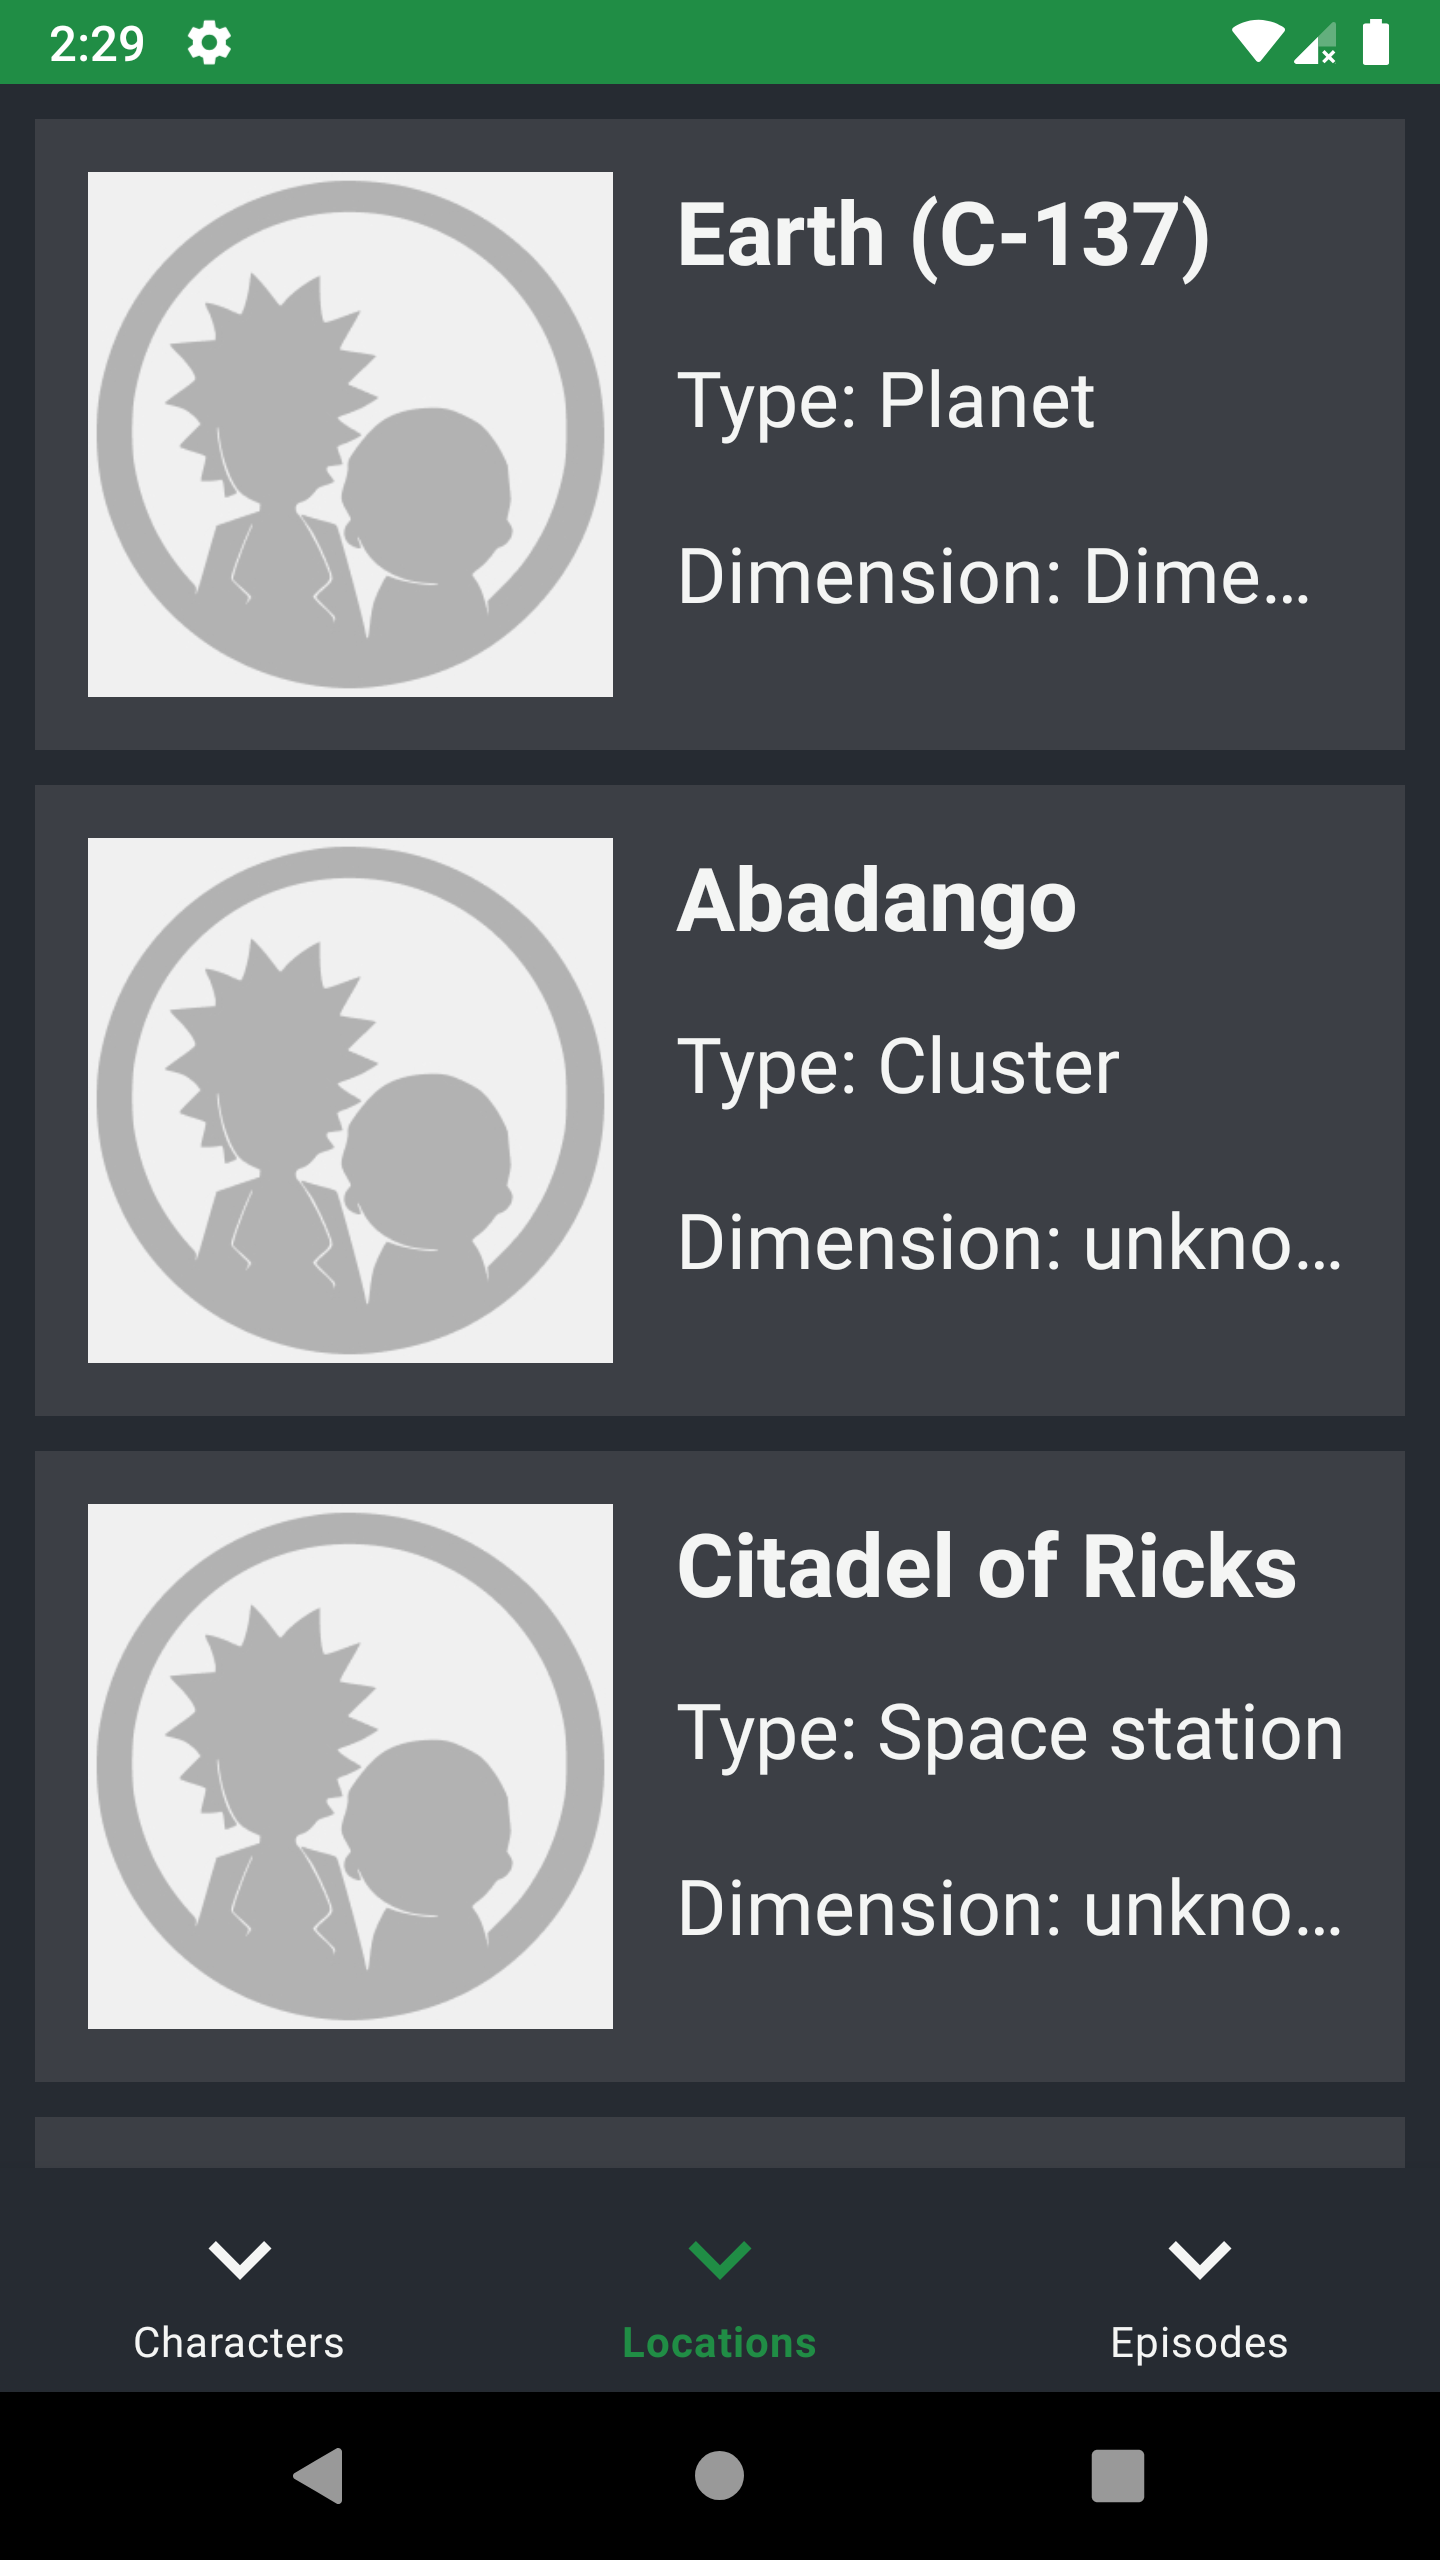 2:29
Earth (C-137)
Type: Planet
Dimension: Dime...
Abadango
Type: Cluster
Dimension: unkno...
Citadel of Ricks
Type: Space station
Dimension: unkno...
Characters
Locations
Episodes